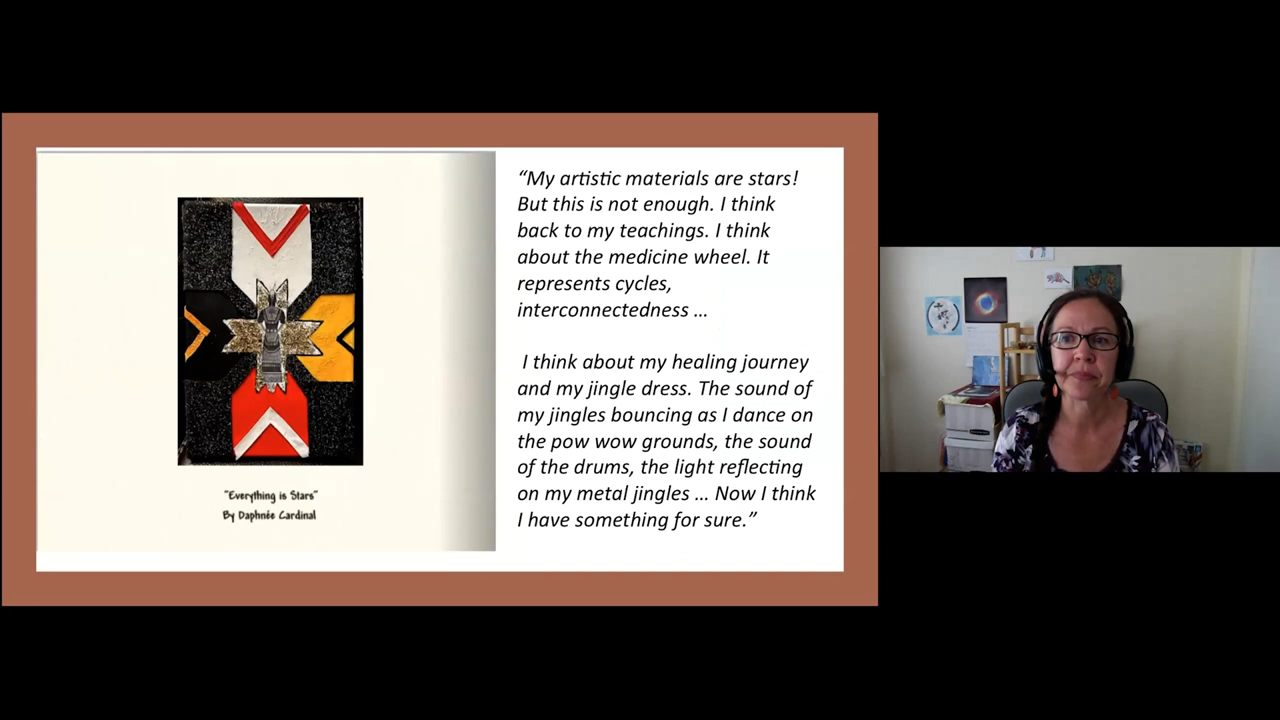 "Everything is Stars"
By Daphnée Cardinal
“My artistic materials are stars!
But this is not enough. I think
back to my teachings. I think
about the medicine wheel. It
represents cycles,
interconnectedness ...
I think about my healing journey
and my jingle dress. The sound of
my jingles bouncing as I dance on
the pow wow grounds, the sound
of the drums, the light reflecting
on my metal jingles ... Now I think
I have something for sure.”